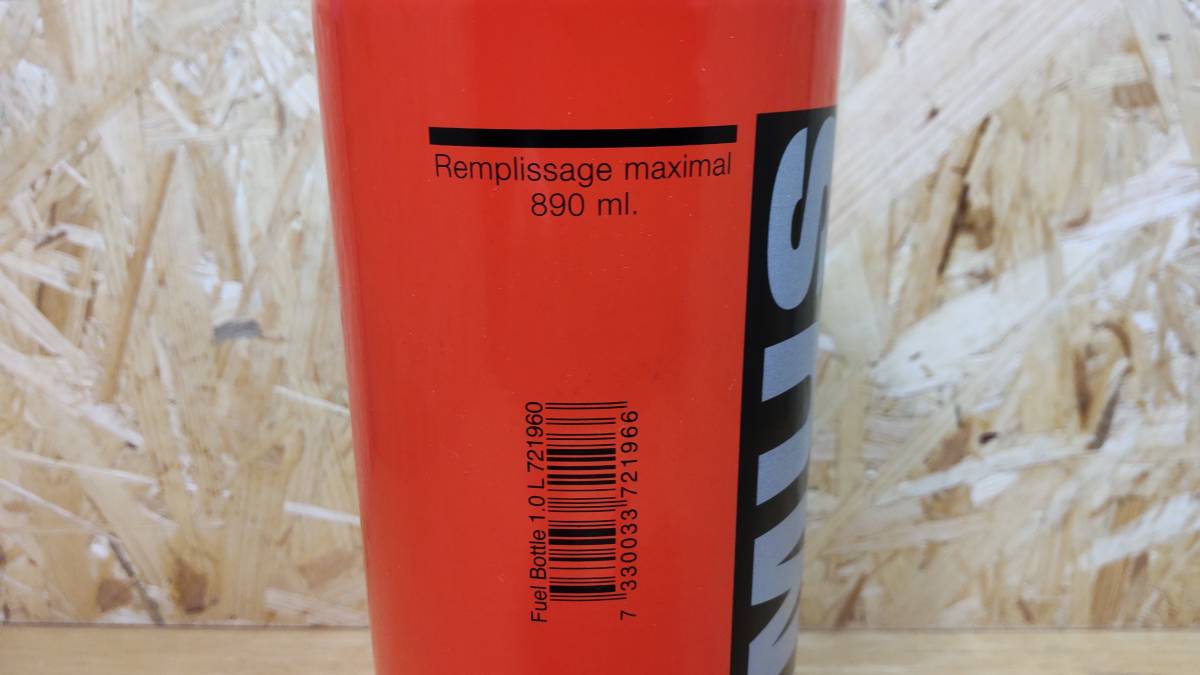 Remplissage maximal
890 ml.
Fuel Bottle 1.0 L 721960
7 330033 721966